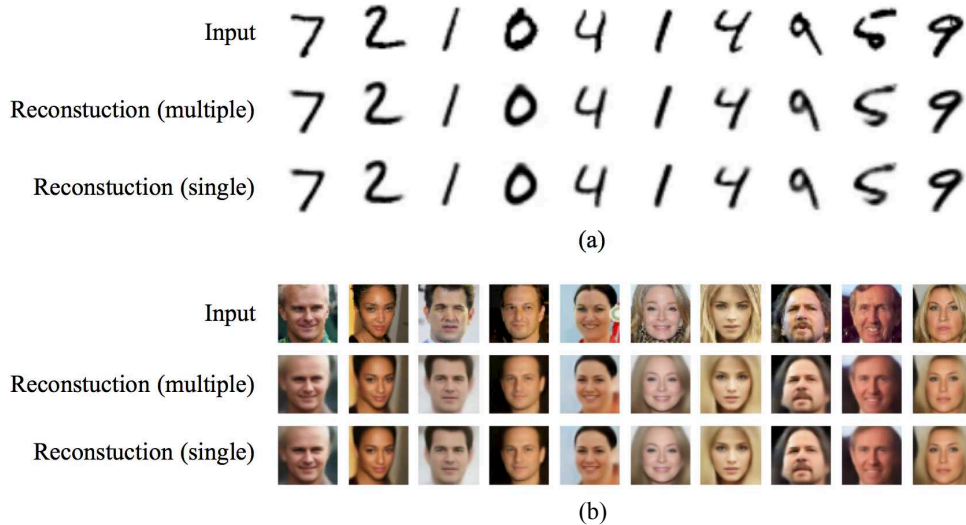 Input 7 2 1 0 4 1 4 9 5 9
Reconstuction (multiple) 7 2 1 0 4 1 4 9 5 9
Reconstuction (single) 7 2 1 0 4 1 4 9 5 9
(a)
Input
Reconstuction (multiple)
Reconstuction (single)
(b)